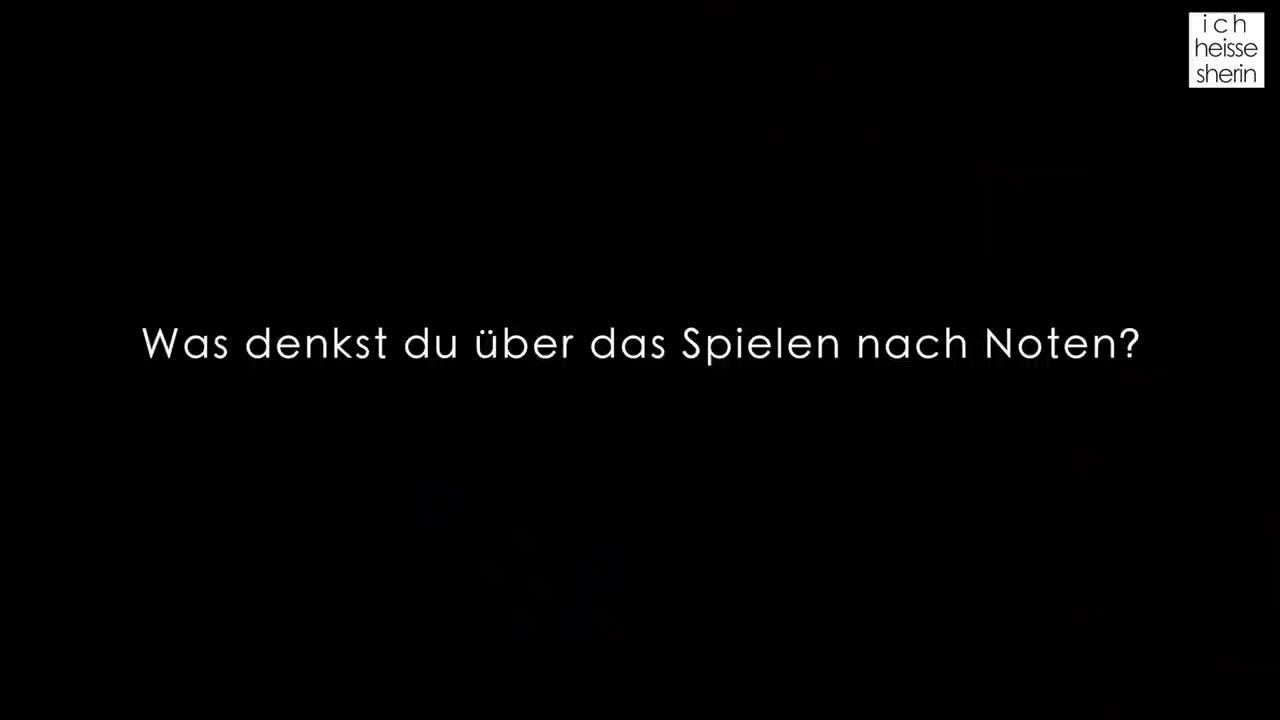 ich
heisse
sherin
Was denkst du über das Spielen nach Noten?